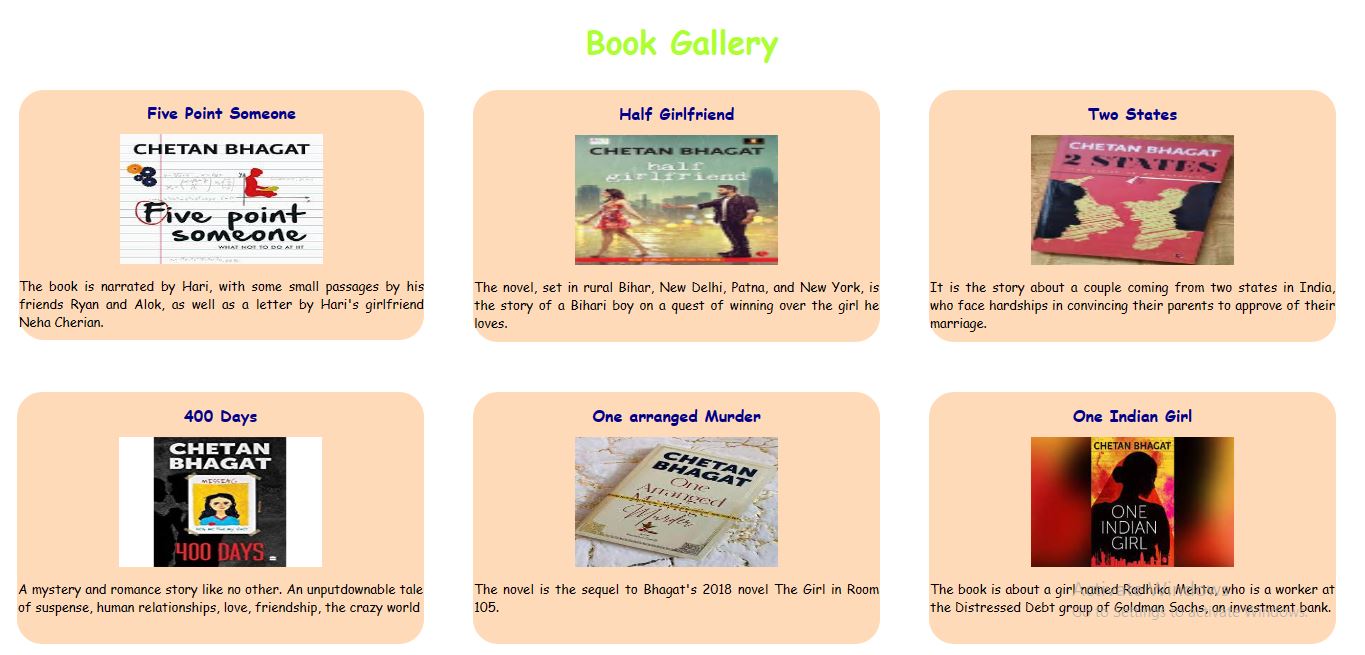 Book Gallery
Five Point Someone
CHETAN BHAGAT
Five point
someone
WHAT NOT TO DO AT IIT
The book is narrated by Hari, with some small passages by his
friends Ryan and Alok, as well as a letter by Hari's girlfriend
Neha Cherian.
Half Girlfriend
CHETAN BHAGAT
half
girlfriend
The novel, set in rural Bihar, New Delhi, Patna, and New York, is
the story of a Bihari boy on a quest of winning over the girl he
loves.
Two States
CHETAN BHAGAT
2 STATES
It is the story about a couple coming from two states in India,
who face hardships in convincing their parents to approve of their
marriage.
400 Days
CHETAN
BHAGAT
MISSING
400 DAYS
A mystery and romance story like no other. An unputdownable tale
of suspense, human relationships, love, friendship, the crazy world
One arranged Murder
CHETAN
BHAGAT
One
Arranged
Murder
The novel is the sequel to Bhagat's 2018 novel The Girl in Room
105.
One Indian Girl
CHETAN BHAGAT
ONE
INDIAN
GIRL
The book is about a girl named Radhika Mehta, who is a worker at
the Distressed Debt group of Goldman Sachs, an investment bank.
Activate Windows
Go to Settings to activate Windows.